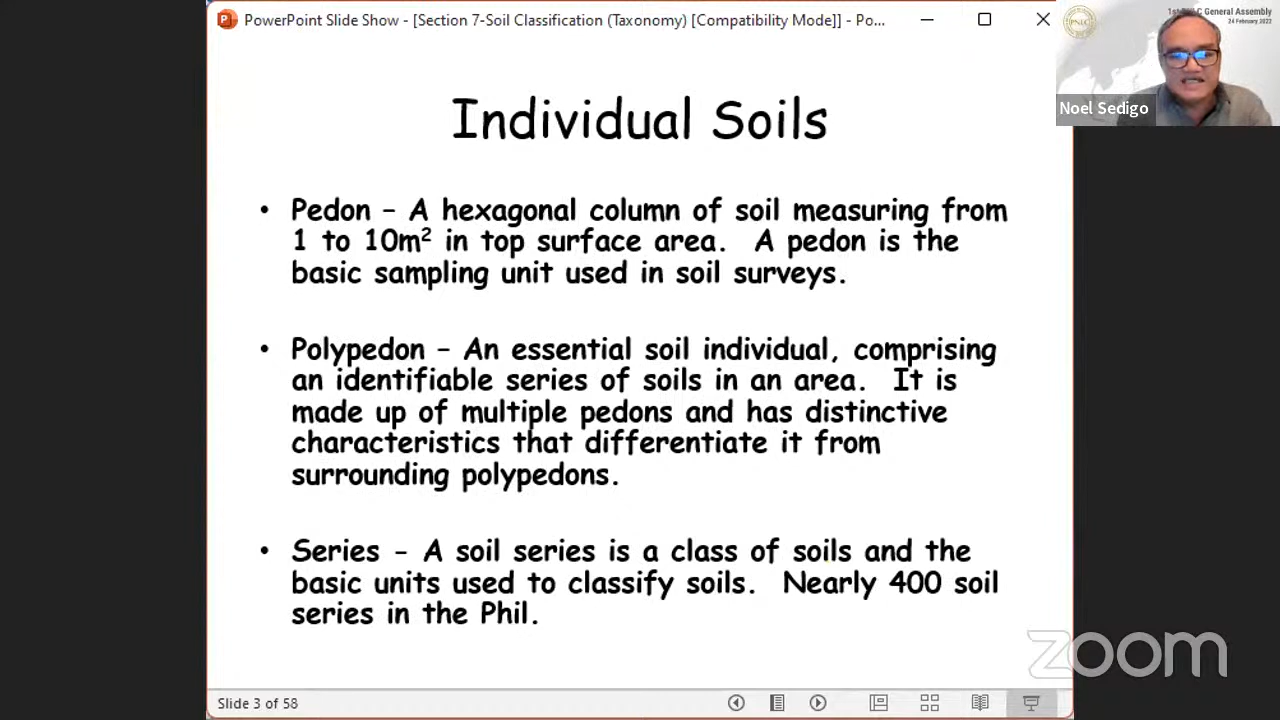 PowerPoint Slide Show - [Section 7-Soil Classification (Taxonomy) [Compatibility Mode]] - Po...
General Assembly
24 February 2022
Noel Sedigo
Individual Soils
• Pedon – A hexagonal column of soil measuring from
1 to 10m² in top surface area. A pedon is the
basic sampling unit used in soil surveys.
• Polypedon – An essential soil individual, comprising
an identifiable series of soils in an area. It is
made up of multiple pedons and has distinctive
characteristics that differentiate it from
surrounding polypedons.
• Series - A soil series is a class of soils and the
basic units used to classify soils. Nearly 400 soil
series in the Phil.
zoom
Slide 3 of 58